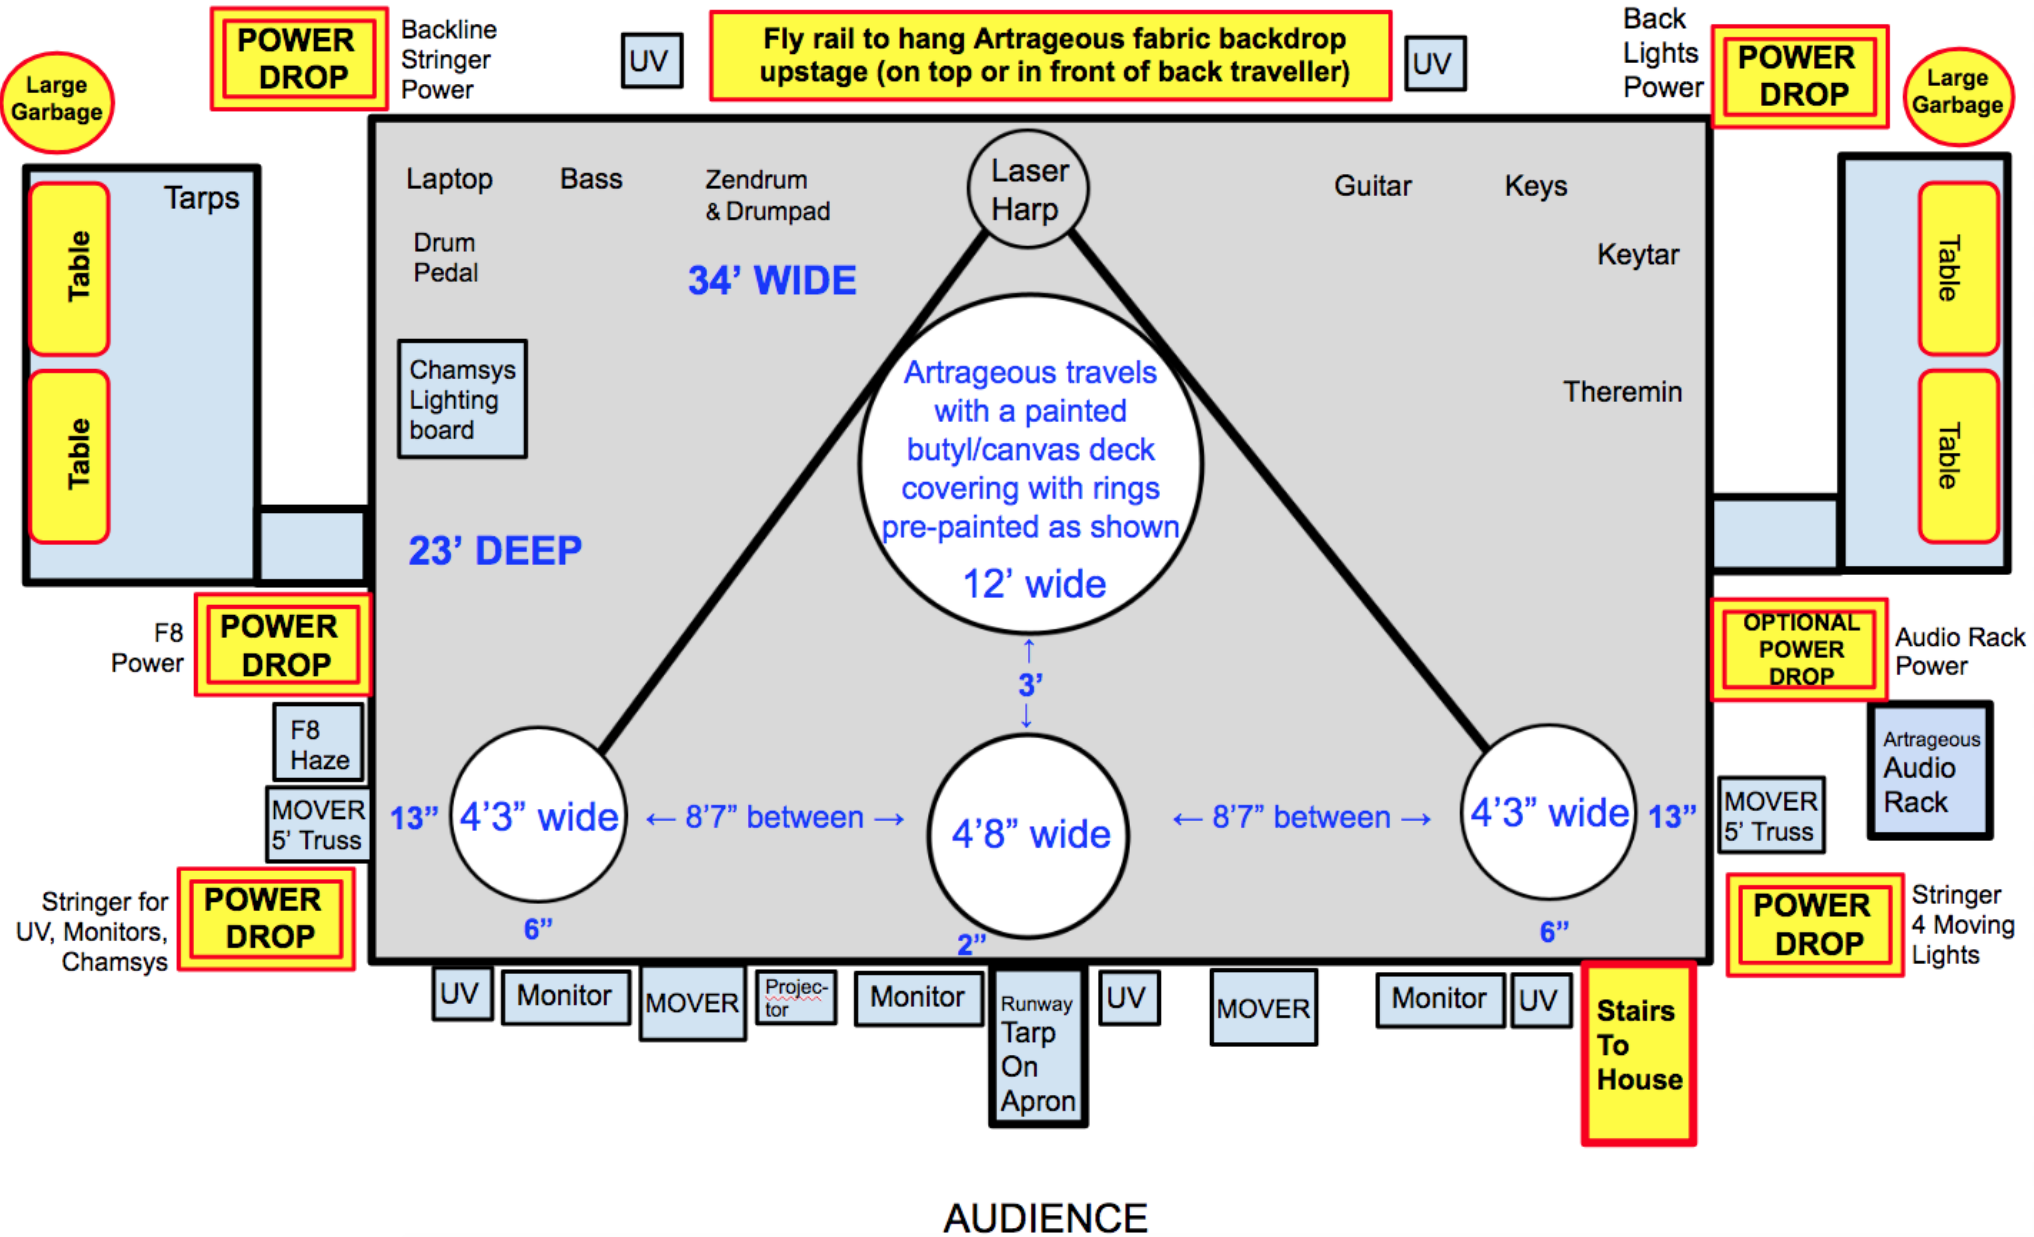 POWER
DROP
Backline
Stringer
Power
UV
Fly rail to hang Artrageous fabric backdrop
upstage (on top or in front of back traveller)
UV
Back
Lights
Power
POWER
DROP
Large
Garbage
Large
Garbage
Tarps
Table
Table
Laptop
Bass
Zendrum
& Drumpad
Laser
Harp
Guitar
Keys
Drum
Pedal
34’ WIDE
Keytar
Table
Table
Chamsys
Lighting
board
Theremin
Artrageous travels
with a painted
butyl/canvas deck
covering with rings
pre-painted as shown
12’ wide
23’ DEEP
F8
Power
POWER
DROP
↑
3’
↓
OPTIONAL
POWER
DROP
Audio Rack
Power
F8
Haze
MOVER
5’ Truss
13”
4’3” wide
← 8’7” between →
4’8” wide
← 8’7” between →
4’3” wide
13”
MOVER
5’ Truss
Artrageous
Audio
Rack
Stringer for
UV, Monitors,
Chamsys
POWER
DROP
6”
2”
6”
POWER
DROP
Stringer
4 Moving
Lights
UV
Monitor
MOVER
Projec-
tor
Monitor
Runway
Tarp
On
Apron
UV
MOVER
Monitor
UV
Stairs
To
House
AUDIENCE